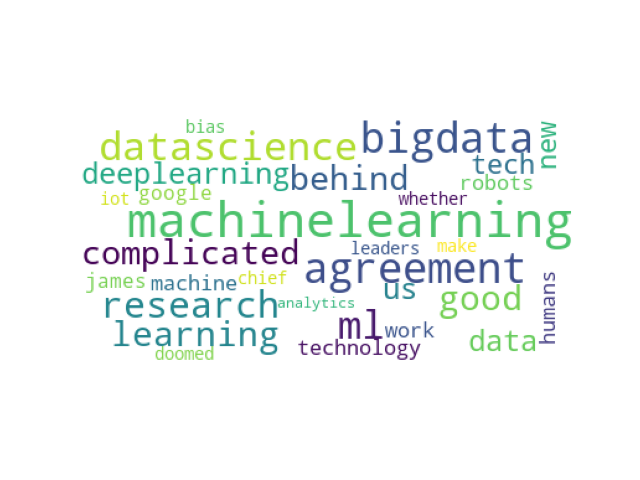 bias
datascience
bigdata
new
deeplearning
behind
tech
iot
google
whether
robots
machinelearning
complicated
leaders
make
agreement
james
machine
chief
us
humans
research
analytics
good
learning
ml
work
data
doomed
technology